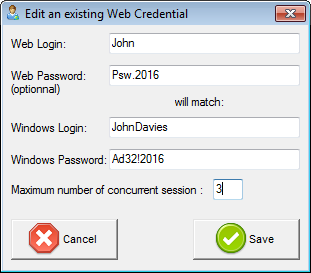 Edit an existing Web Credential
Web Login: John
Web Password: Psw.2016
(optionnal)
will match:
Windows Login: JohnDavies
Windows Password: Ad32!2016
Maximum number of concurrent session : 3
Cancel Save